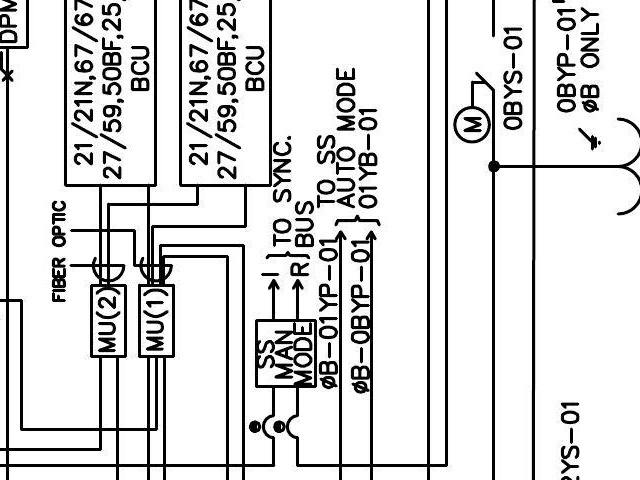 DPM
21/21N,67/67
27/59,50BF,25,
BCU
21/21N,67/67
27/59,50BF,25,
BCU
FIBER OPTIC
MU(2)
MU(1)
I
R
TO SYNC.
BUS
SS
MAN
MODE
TO SS
AUTO MODE
01YB-01
øB-01YP-01
øB-0BYP-01
M
0BYS-01
0BYP-01
øB ONLY
YS-01